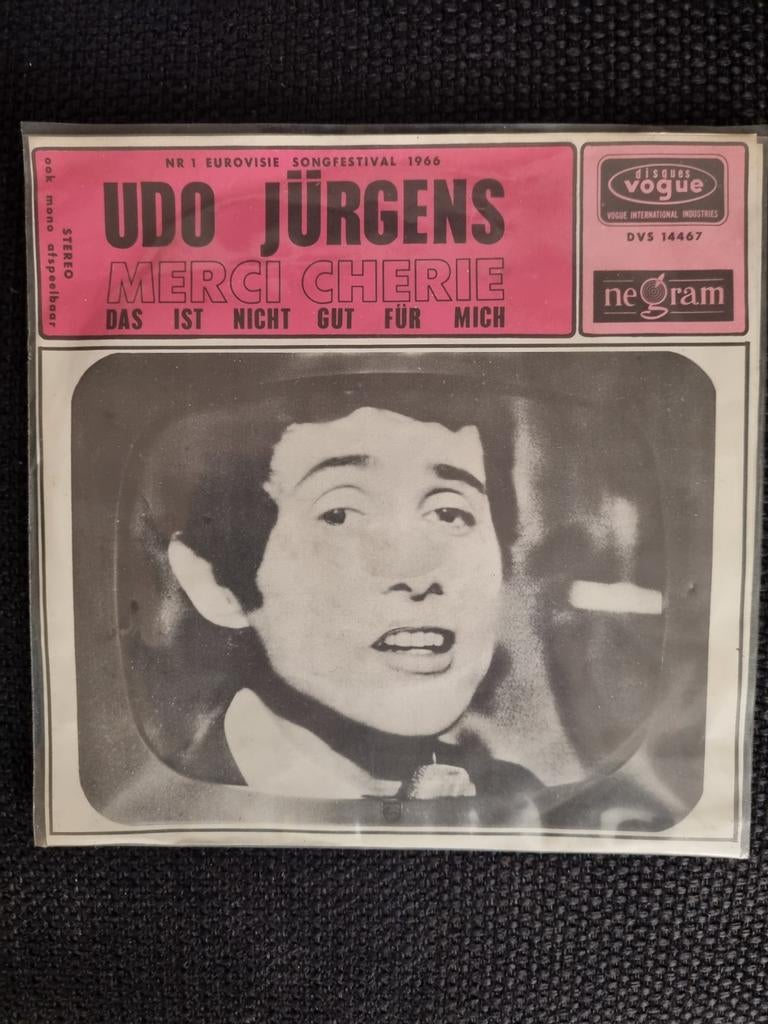 NR 1 EUROVISIE SONGFESTIVAL 1966
UDO JÜRGENS
MERCI CHERIE
DAS IST NICHT GUT FÜR MICH
STEREO
ook mono afspeelbaar
disques
vogue
VOGUE INTERNATIONAL INDUSTRIES
DVS 14467
negram